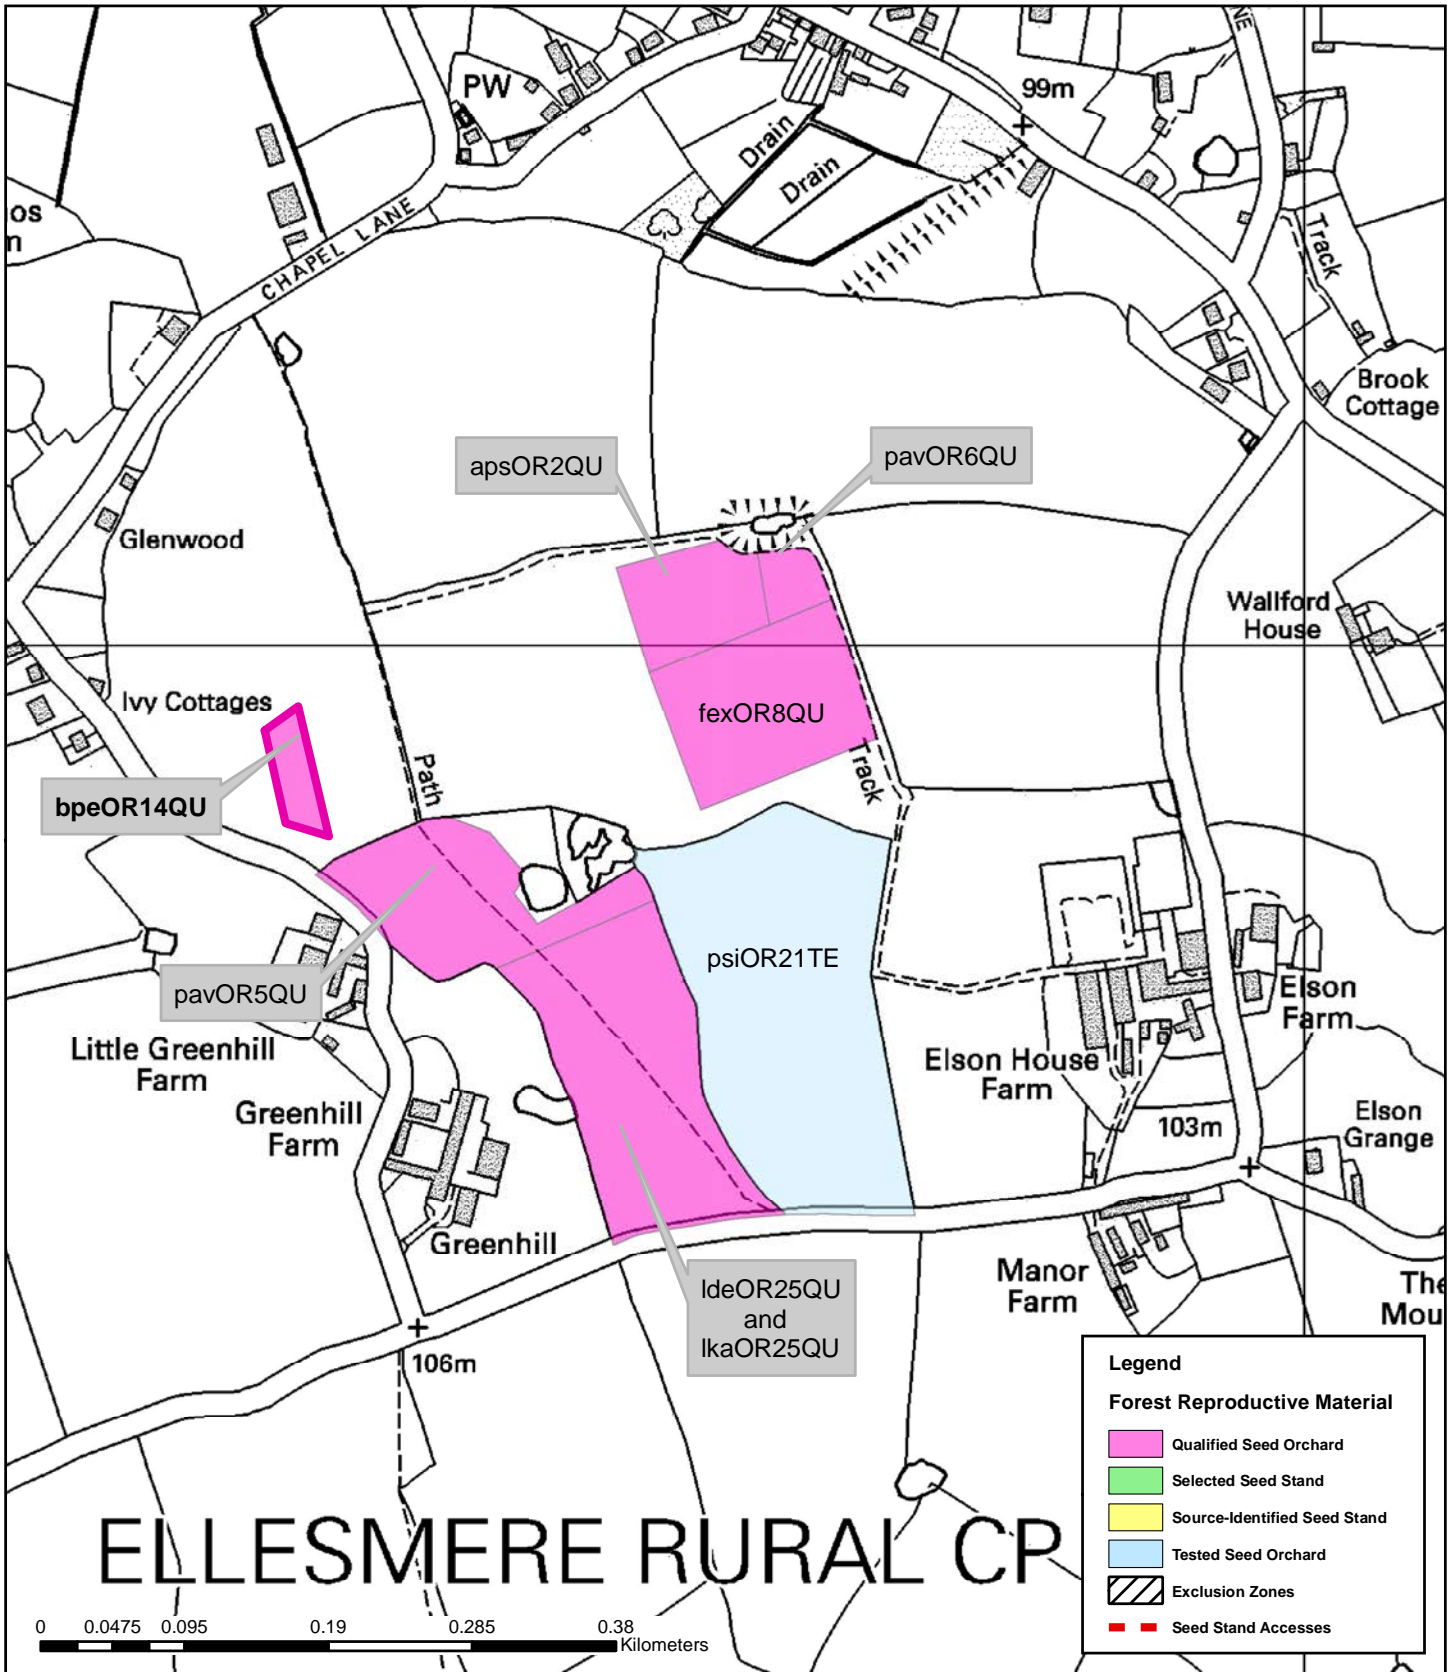 NE
PW
99m
Drain
Drain
os
n
CHAPEL LANE
Track
Brook
Cottage
apsOR2QU
pavOR6QU
Glenwood
Wallford
House
Ivy Cottages
fexOR8QU
Path
Track
bpeOR14QU
psiOR21TE
pavOR5QU
Elson
Farm
Little Greenhill
Farm
Elson House
Farm
Greenhill
Farm
103m
Elson
Grange
Greenhill
ldeOR25QU
and
lkaOR25QU
Manor
Farm
The
Mou
106m
Legend
Forest Reproductive Material
Qualified Seed Orchard
Selected Seed Stand
Source-Identified Seed Stand
Tested Seed Orchard
Exclusion Zones
Seed Stand Accesses
ELLESMERE RURAL CP
0 0.0475 0.095 0.19 0.285 0.38
Kilometers